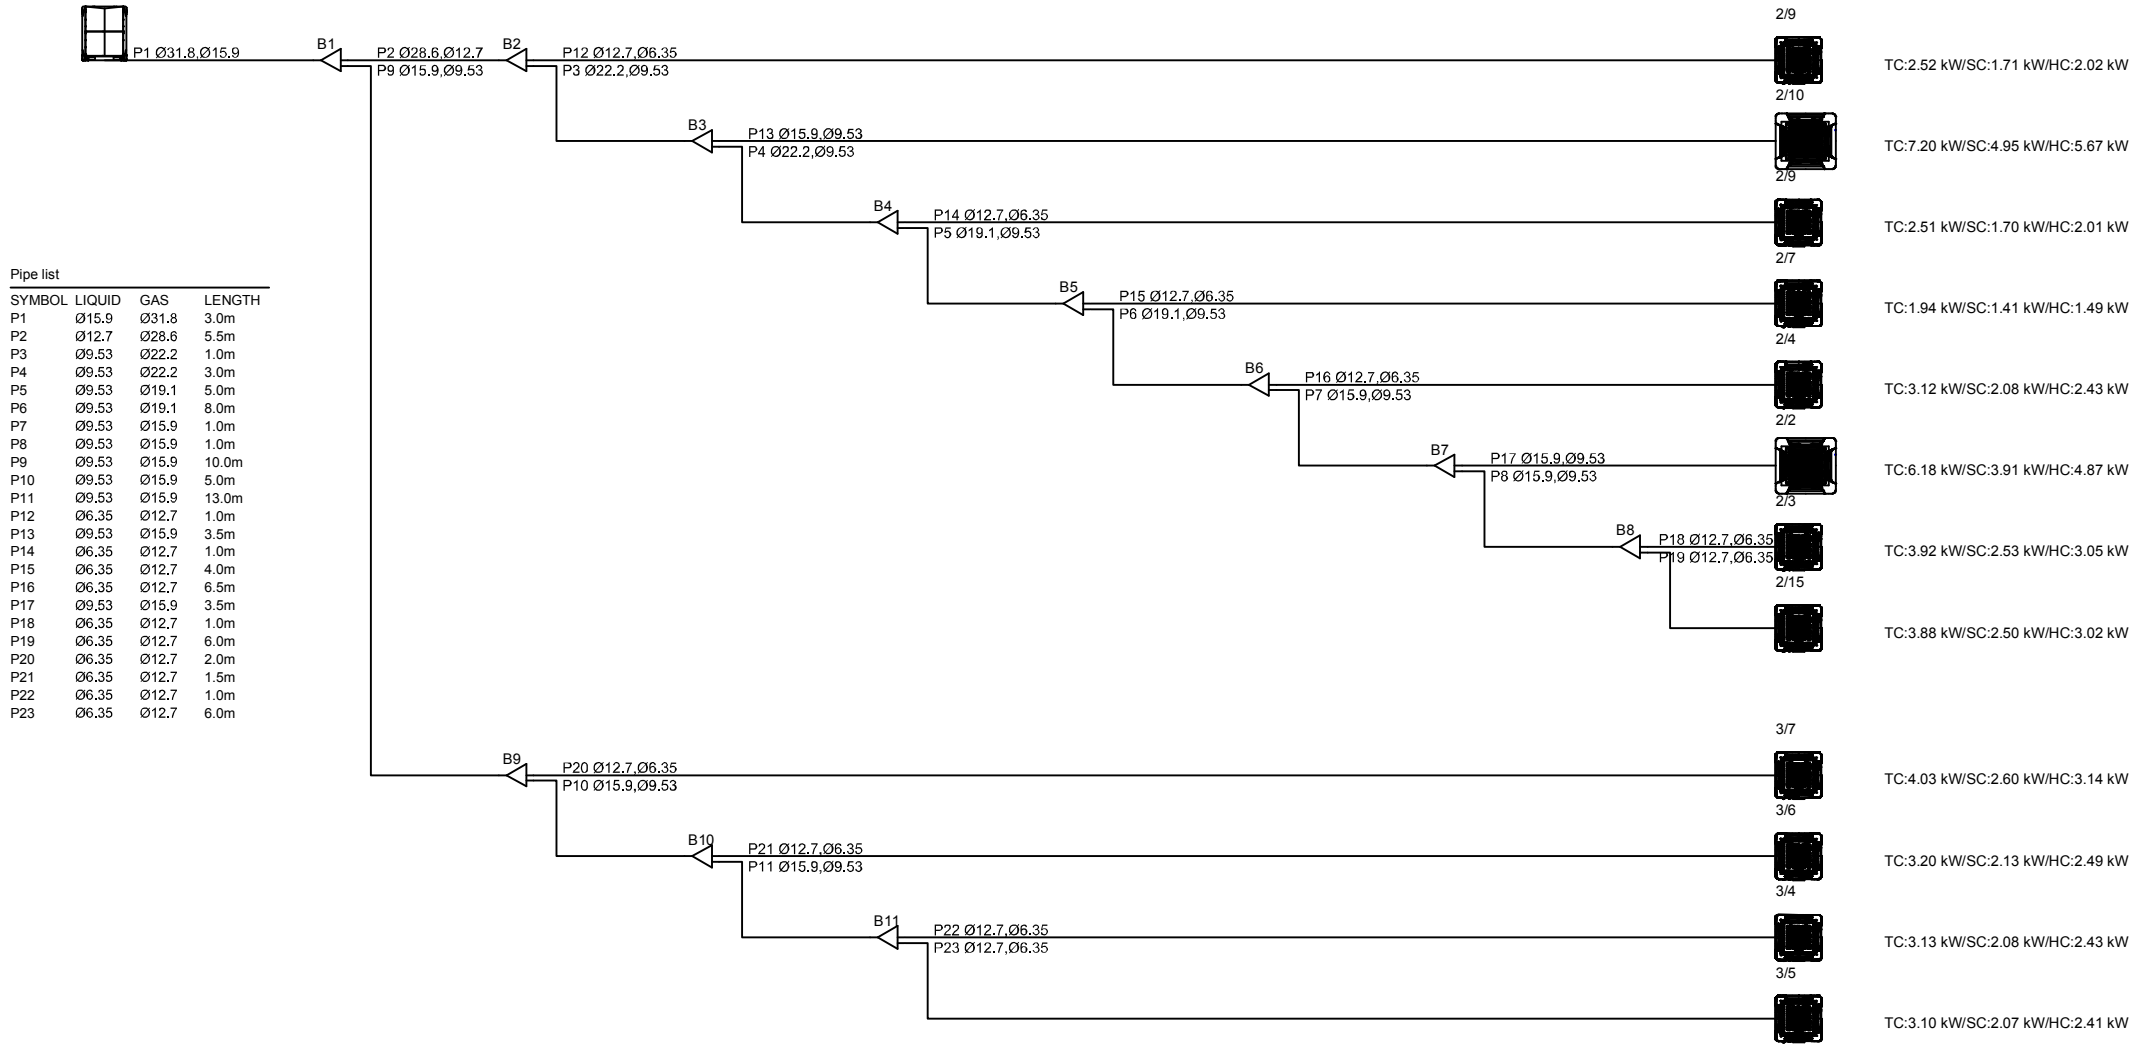 2/9
P1 Ø31.8,Ø15.9
B1
P2 Ø28.6,Ø12.7
P9 Ø15.9,Ø9.53
B2
P12 Ø12.7,Ø6.35
P3 Ø22.2,Ø9.53
TC:2.52 kW/SC:1.71 kW/HC:2.02 kW
2/10
B3
P13 Ø15.9,Ø9.53
P4 Ø22.2,Ø9.53
TC:7.20 kW/SC:4.95 kW/HC:5.67 kW
2/9
B4
P14 Ø12.7,Ø6.35
P5 Ø19.1,Ø9.53
TC:2.51 kW/SC:1.70 kW/HC:2.01 kW
2/7
B5
P15 Ø12.7,Ø6.35
P6 Ø19.1,Ø9.53
TC:1.94 kW/SC:1.41 kW/HC:1.49 kW
2/4
B6
P16 Ø12.7,Ø6.35
P7 Ø15.9,Ø9.53
TC:3.12 kW/SC:2.08 kW/HC:2.43 kW
2/2
B7
P17 Ø15.9,Ø9.53
P8 Ø15.9,Ø9.53
TC:6.18 kW/SC:3.91 kW/HC:4.87 kW
2/3
B8
P18 Ø12.7,Ø6.35
P19 Ø12.7,Ø6.35
TC:3.92 kW/SC:2.53 kW/HC:3.05 kW
2/15
TC:3.88 kW/SC:2.50 kW/HC:3.02 kW
Pipe list
SYMBOL LIQUID GAS LENGTH
P1 Ø15.9 Ø31.8 3.0m
P2 Ø12.7 Ø28.6 5.5m
P3 Ø9.53 Ø22.2 1.0m
P4 Ø9.53 Ø22.2 3.0m
P5 Ø9.53 Ø19.1 5.0m
P6 Ø9.53 Ø19.1 8.0m
P7 Ø9.53 Ø15.9 1.0m
P8 Ø9.53 Ø15.9 1.0m
P9 Ø9.53 Ø15.9 10.0m
P10 Ø9.53 Ø15.9 5.0m
P11 Ø9.53 Ø15.9 13.0m
P12 Ø6.35 Ø12.7 1.0m
P13 Ø9.53 Ø15.9 3.5m
P14 Ø6.35 Ø12.7 1.0m
P15 Ø6.35 Ø12.7 4.0m
P16 Ø6.35 Ø12.7 6.5m
P17 Ø9.53 Ø15.9 3.5m
P18 Ø6.35 Ø12.7 1.0m
P19 Ø6.35 Ø12.7 6.0m
P20 Ø6.35 Ø12.7 2.0m
P21 Ø6.35 Ø12.7 1.5m
P22 Ø6.35 Ø12.7 1.0m
P23 Ø6.35 Ø12.7 6.0m
3/7
B9
P20 Ø12.7,Ø6.35
P10 Ø15.9,Ø9.53
TC:4.03 kW/SC:2.60 kW/HC:3.14 kW
3/6
B10
P21 Ø12.7,Ø6.35
P11 Ø15.9,Ø9.53
TC:3.20 kW/SC:2.13 kW/HC:2.49 kW
3/4
B11
P22 Ø12.7,Ø6.35
P23 Ø12.7,Ø6.35
TC:3.13 kW/SC:2.08 kW/HC:2.43 kW
3/5
TC:3.10 kW/SC:2.07 kW/HC:2.41 kW